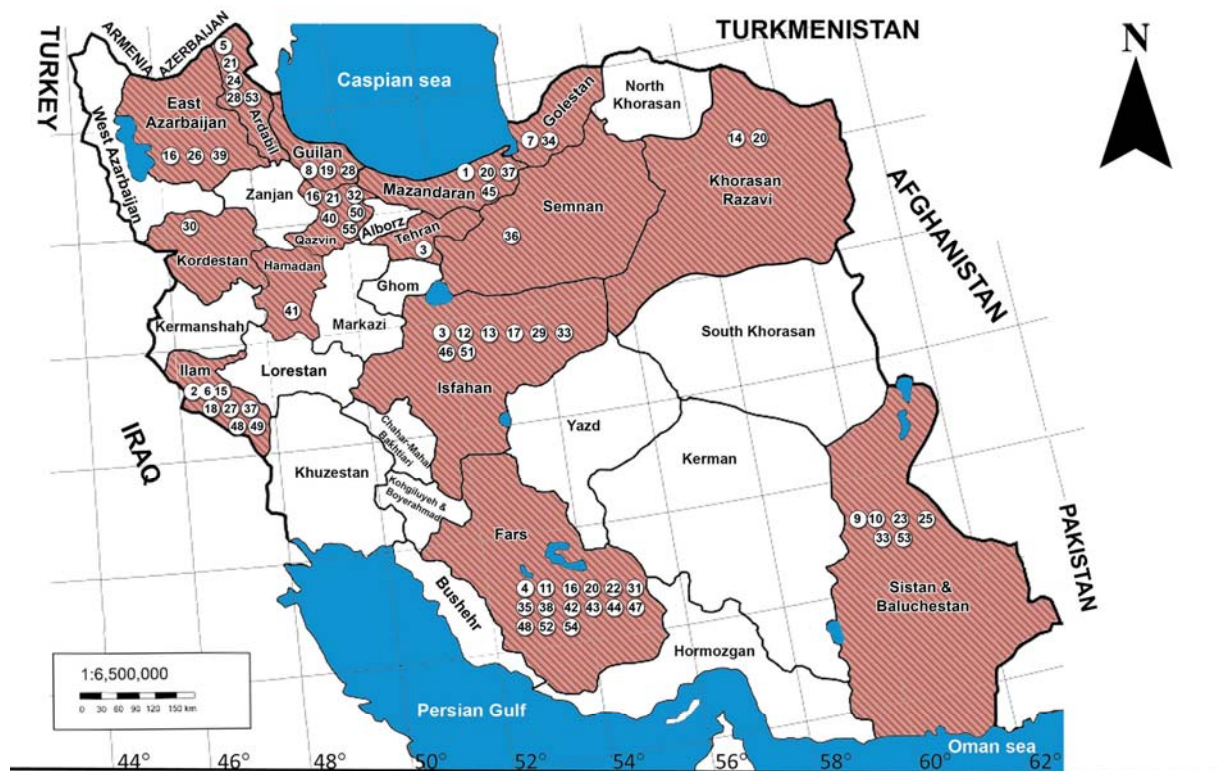 TURKMENISTAN
N
ARMENIA
AZERBAIJAN
TURKEY
Caspian sea
5
21
24
28 53
Ardabil
East
Azarbaijan
16 26 39
West Azarbaijan
Golestan
7 34
North
Khorasan
14 20
Khorasan
Razavi
Guilan
8 19 28
1 20 37
45
Mazandaran
Zanjan
16 21 32
40 50
55
Qazvin
Alborz
Tehran
3
Semnan
36
30
Kordestan
Hamadan
41
Ghom
Markazi
Kermanshah
AFGHANISTAN
3 12 13 17 29 33
46 51
Isfahan
South Khorasan
Ilam
2 6 15
18 27 37
48 49
Lorestan
IRAQ
Chahar-Mahal
Bakhtiari
Yazd
Kerman
Khuzestan
Kohgiluyeh &
Boyerahmad
Fars
4 11 16 20 22 31
35 38 42 43 44 47
48 52 54
9 10 23 25
33 53
Sistan &
Baluchestan
PAKISTAN
Bushehr
Hormozgan
1:6,500,000
0 30 60 90 120 150 km
Persian Gulf
Oman sea
44° 46° 48° 50° 52° 54° 56° 58° 60° 62°